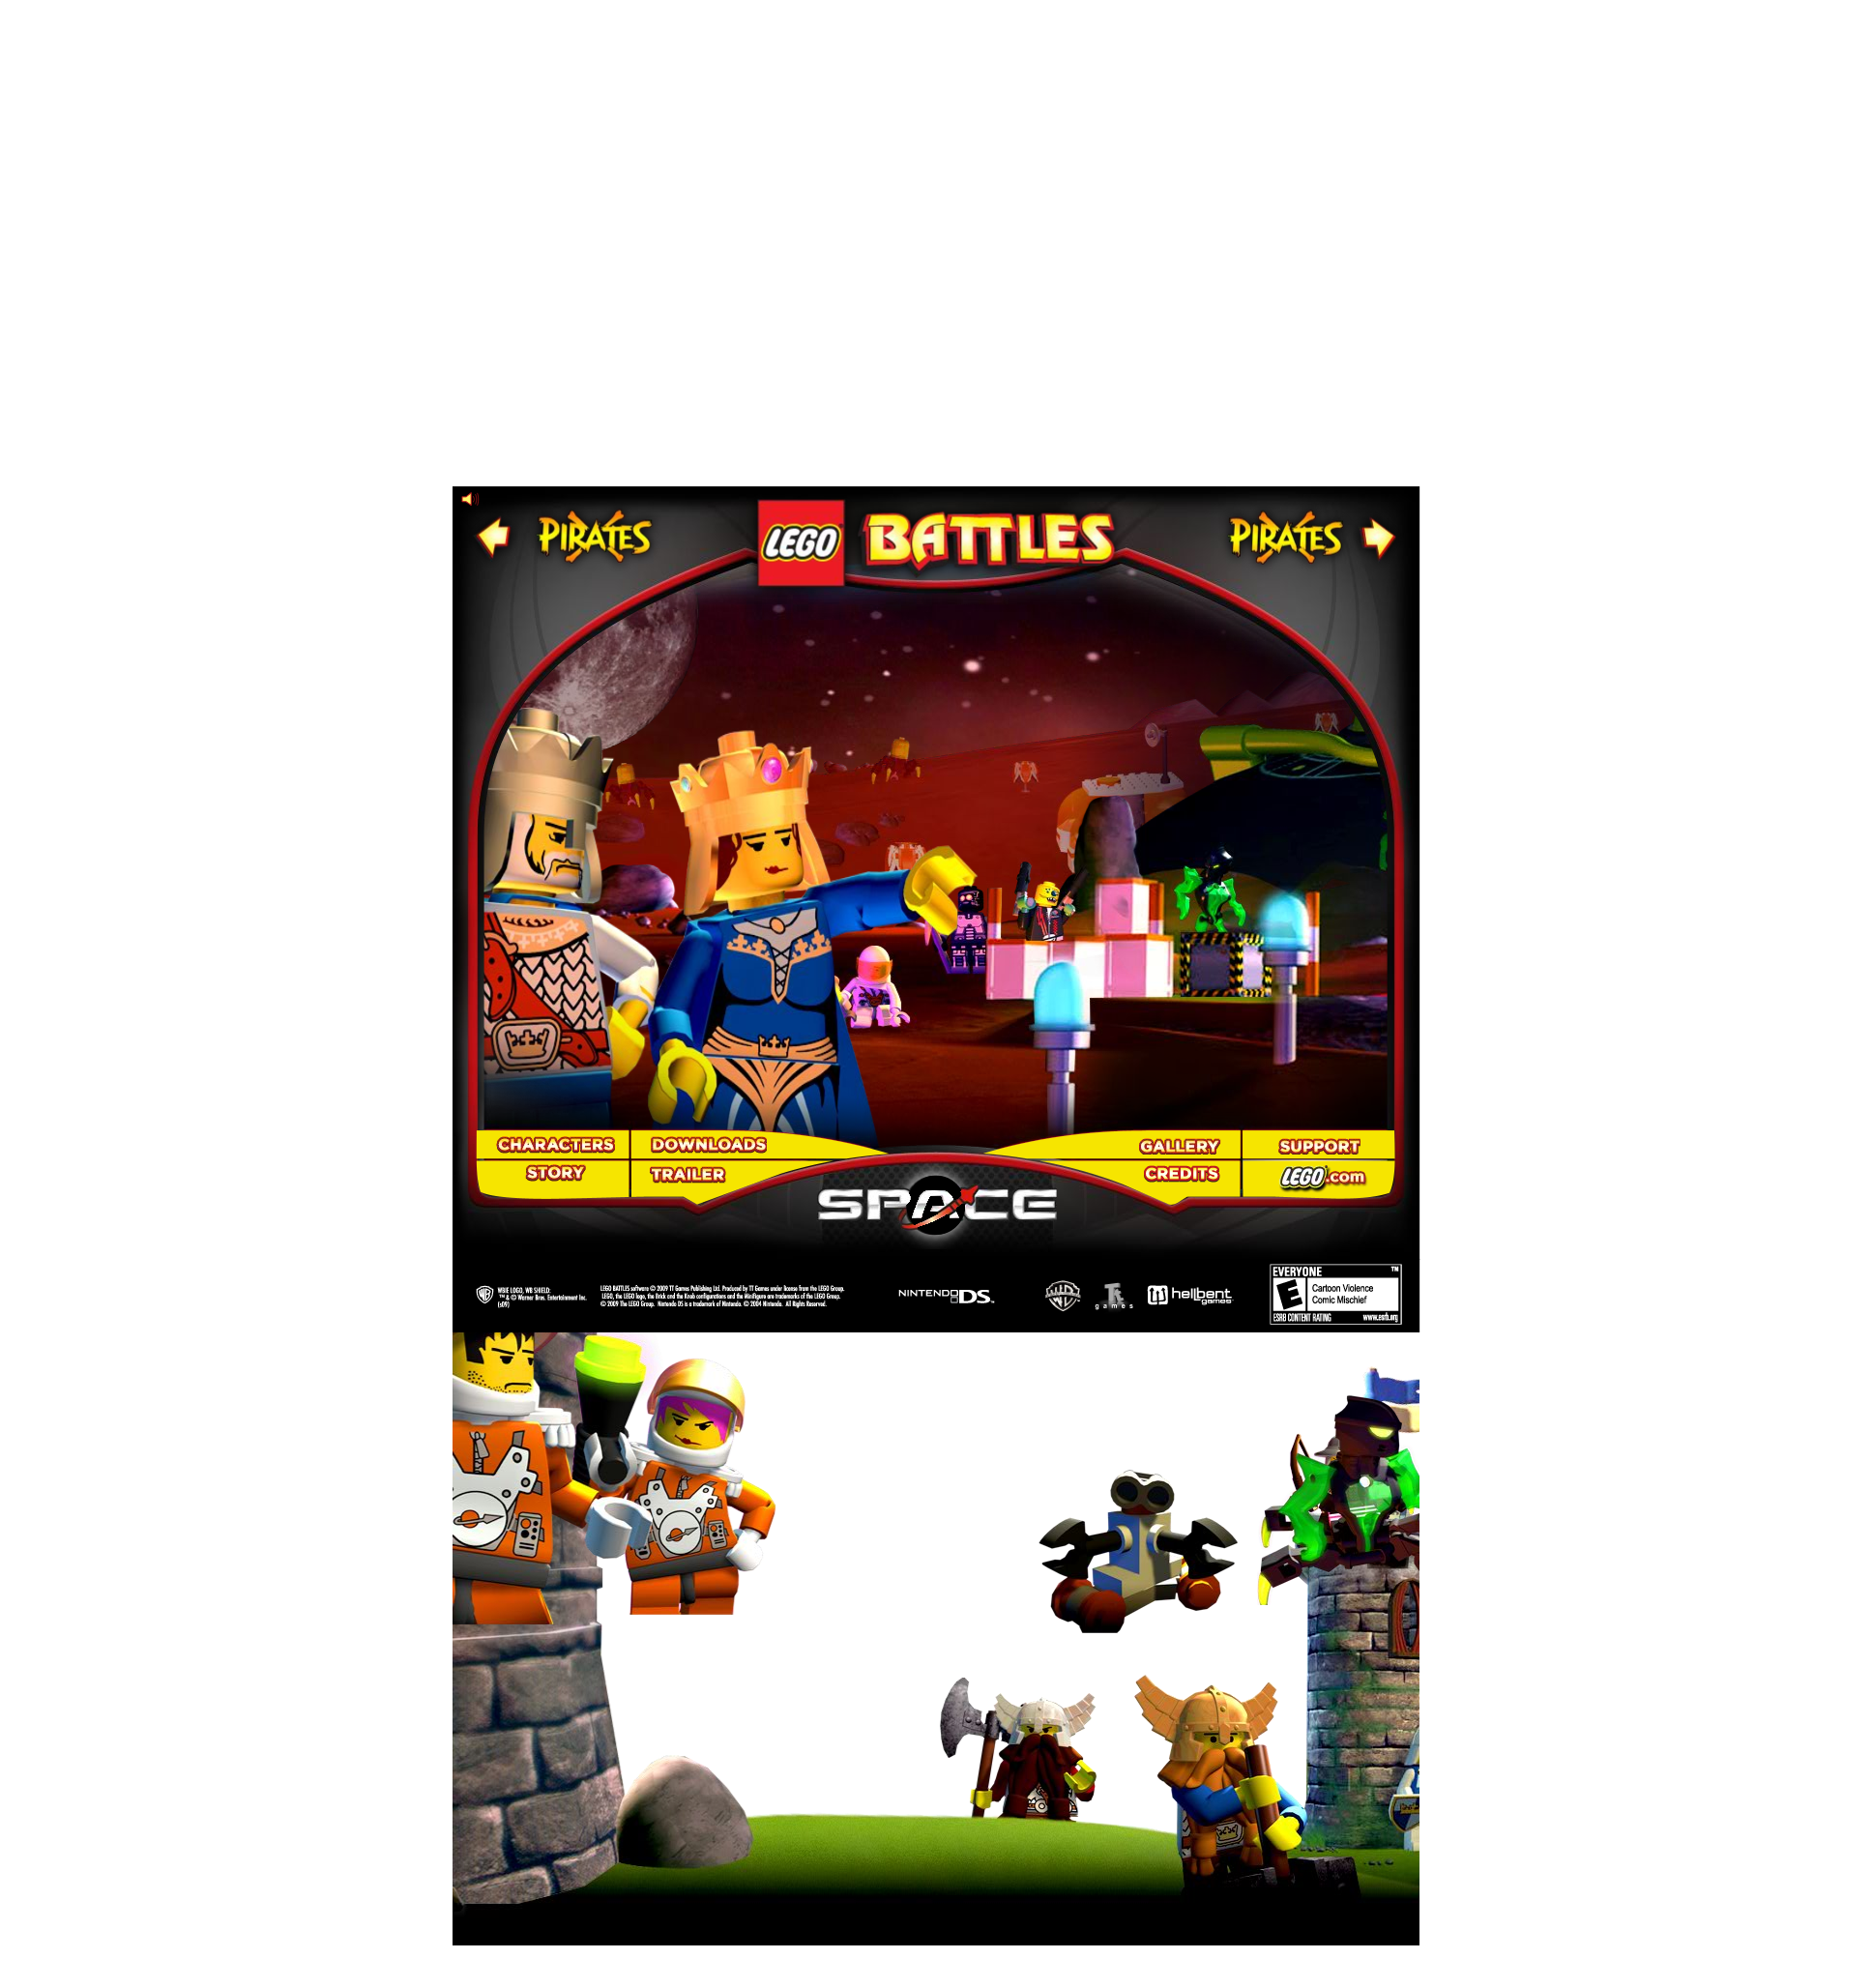 PIRATES
LEGO
BATTLES
PIRATES
CHARACTERS
DOWNLOADS
GALLERY
SUPPORT
STORY
TRAILER
CREDITS
LEGO.com
SPACE
WBIE LOGO, WB SHIELD:
™ & © Warner Bros. Entertainment Inc.
(s09)
LEGO BATTLES software © 2009 TT Games Publishing Ltd. Produced by TT Games under license from the LEGO Group.
LEGO, the LEGO logo, the Brick and the Knob configurations and the Minifigure are trademarks of the LEGO Group.
© 2009 The LEGO Group. Nintendo DS is a trademark of Nintendo. © 2004 Nintendo. All Rights Reserved.
NINTENDO DS™
games
hellbent
games
EVERYONE
™
E
Cartoon Violence
Comic Mischief
ESRB CONTENT RATING
www.esrb.org